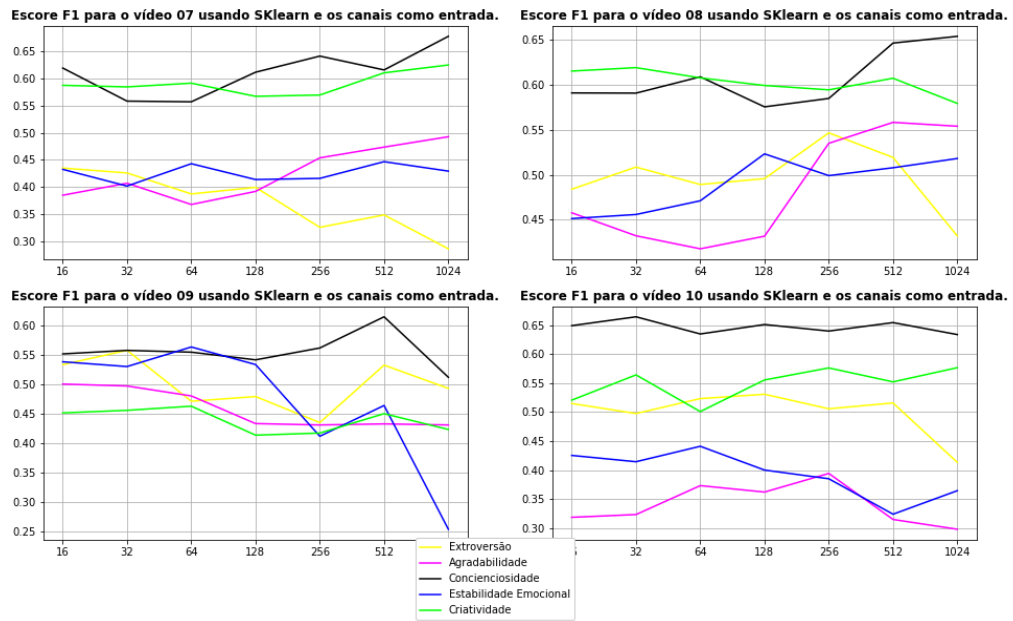 Escore F1 para o vídeo 07 usando SKlearn e os canais como entrada.
0.65
0.60
0.55
0.50
0.45
0.40
0.35
0.30
16 32 64 128 256 512 1024
Escore F1 para o vídeo 08 usando SKlearn e os canais como entrada.
0.65
0.60
0.55
0.50
0.45
16 32 64 128 256 512 1024
Escore F1 para o vídeo 09 usando SKlearn e os canais como entrada.
0.60
0.55
0.50
0.45
0.40
0.35
0.30
0.25
16 32 64 128 256 512
Escore F1 para o vídeo 10 usando SKlearn e os canais como entrada.
0.65
0.60
0.55
0.50
0.45
0.40
0.35
0.30
32 64 128 256 512 1024
Extroversão
Agradabilidade
Concienciosidade
Estabilidade Emocional
Criatividade